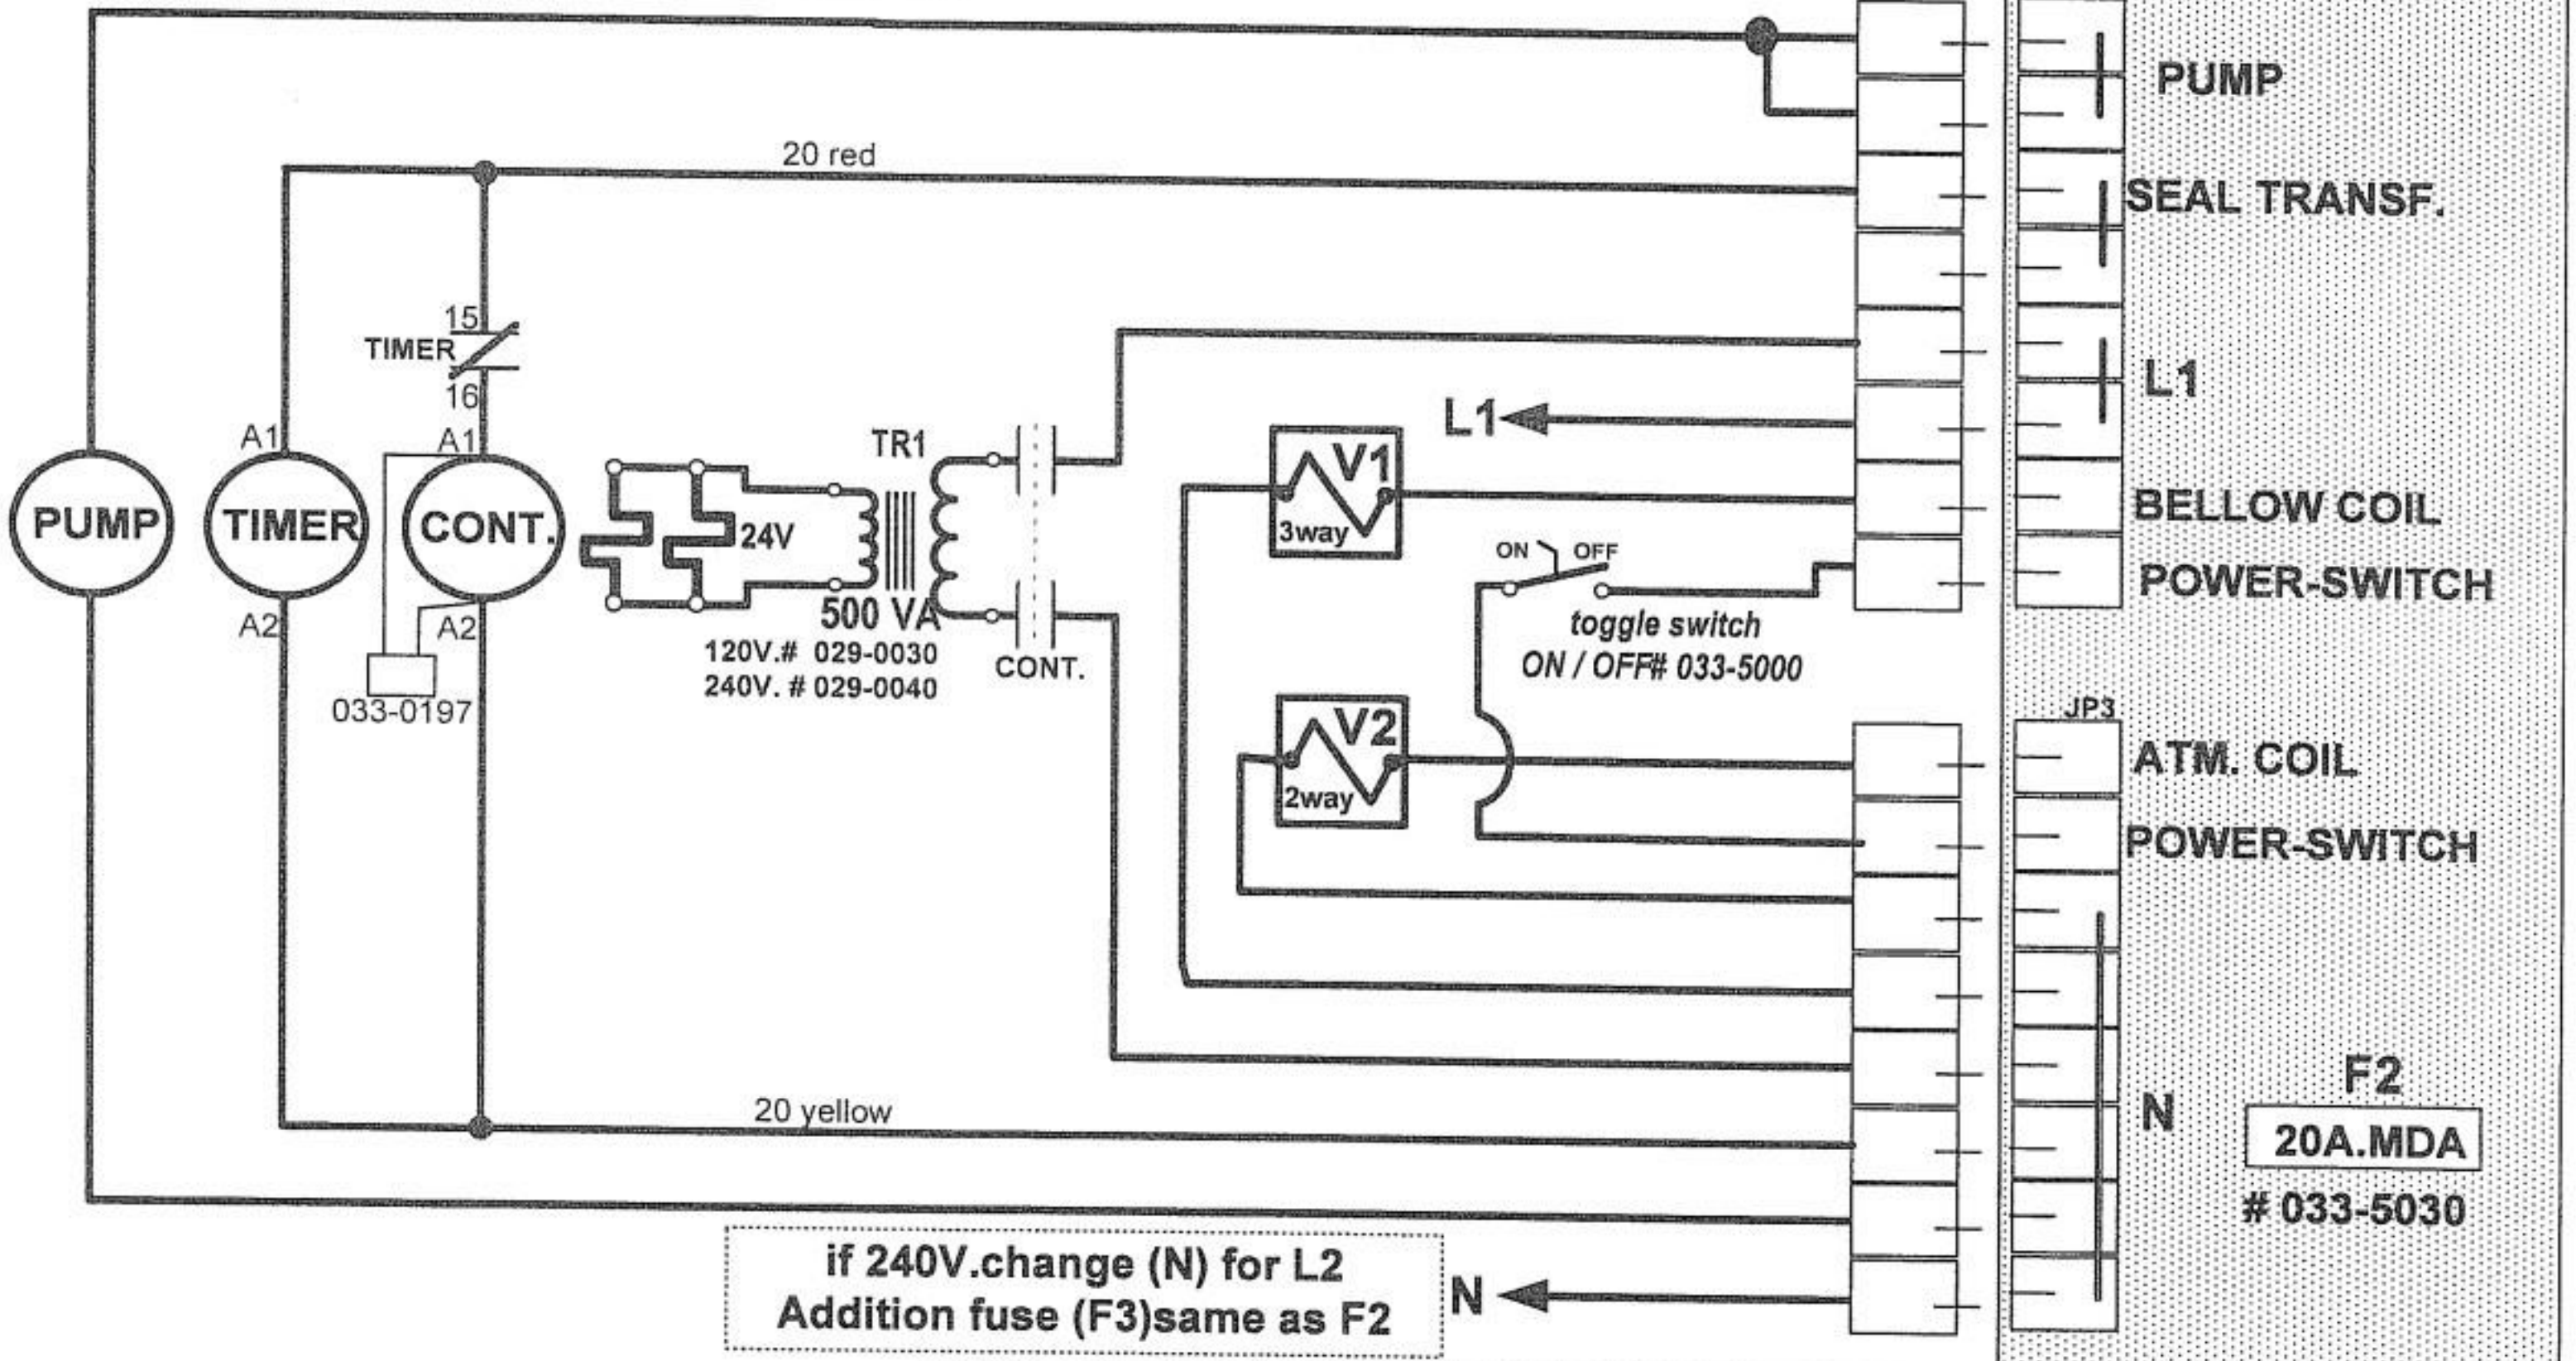 PUMP
20 red
SEAL TRANSF.
15
TIMER
16
L1
L1
A1
A1
TR1
V1
3way
BELLOW COIL
PUMP
TIMER
CONT.
24V
ON
OFF
POWER-SWITCH
A2
A2
500 VA
120V.# 029-0030
240V. # 029-0040
CONT.
toggle switch
ON / OFF# 033-5000
033-0197
JP3
V2
2way
ATM. COIL
POWER-SWITCH
F2
N
20A.MDA
# 033-5030
20 yellow
if 240V.change (N) for L2
Addition fuse (F3)same as F2
N